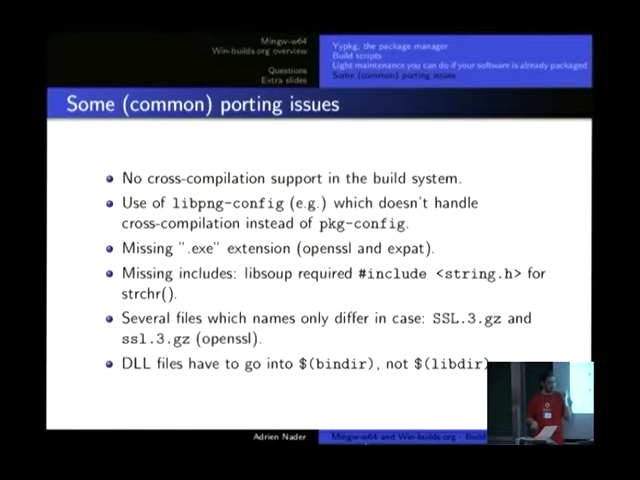 Mingw-w64
Win-builds.org overview
Questions
Extra slides
Yypkg, the package manager
Build scripts
Light maintenance you can do if your software is already packaged
Some (common) porting issues
Some (common) porting issues
No cross-compilation support in the build system.
Use of libpng-config (e.g.) which doesn't handle
cross-compilation instead of pkg-config.
Missing ".exe" extension (openssl and expat).
Missing includes: libsoup required #include <string.h> for
strchr().
Several files which names only differ in case: SSL.3.gz and
ssl.3.gz (openssl).
DLL files have to go into $(bindir), not $(libdir)
Adrien Nader
Mingw-w64 and Win-builds.org - Build